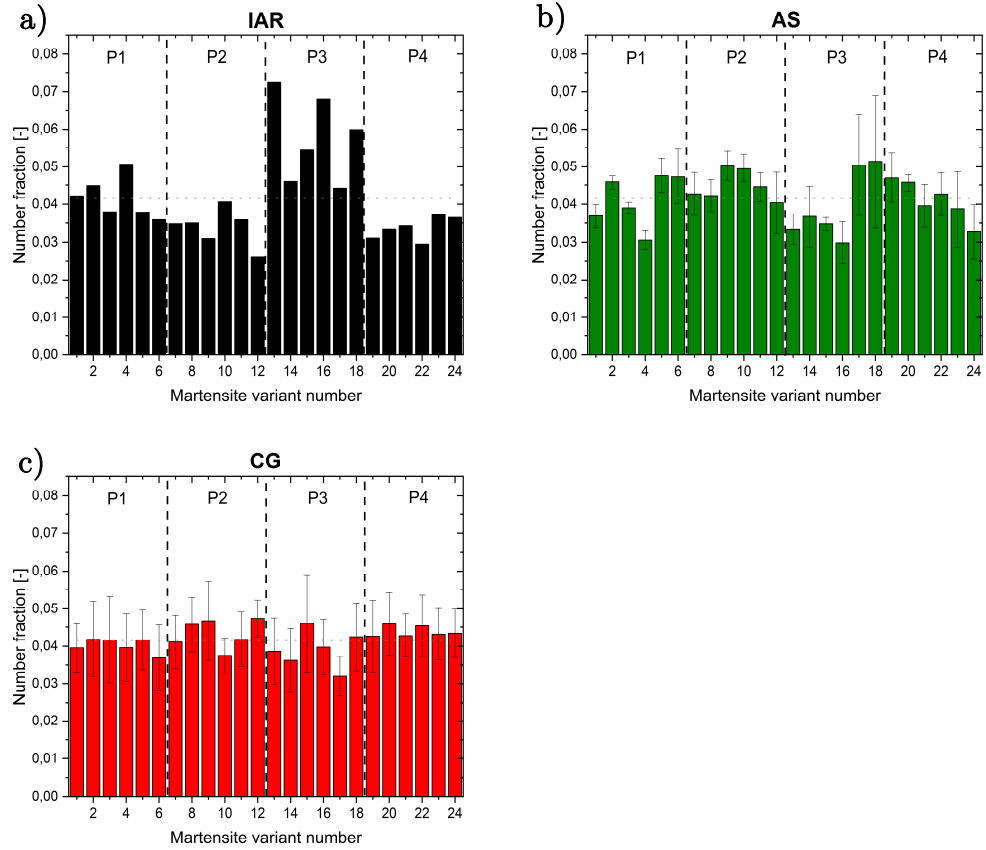 a)
IAR
P1 P2 P3 P4
0,08
0,07
0,06
0,05
0,04
0,03
0,02
0,01
0,00
Number fraction [-]
2 4 6 8 10 12 14 16 18 20 22 24
Martensite variant number
b)
AS
P1 P2 P3 P4
0,08
0,07
0,06
0,05
0,04
0,03
0,02
0,01
0,00
Number fraction [-]
2 4 6 8 10 12 14 16 18 20 22 24
Martensite variant number
c)
CG
P1 P2 P3 P4
0,08
0,07
0,06
0,05
0,04
0,03
0,02
0,01
0,00
Number fraction [-]
2 4 6 8 10 12 14 16 18 20 22 24
Martensite variant number